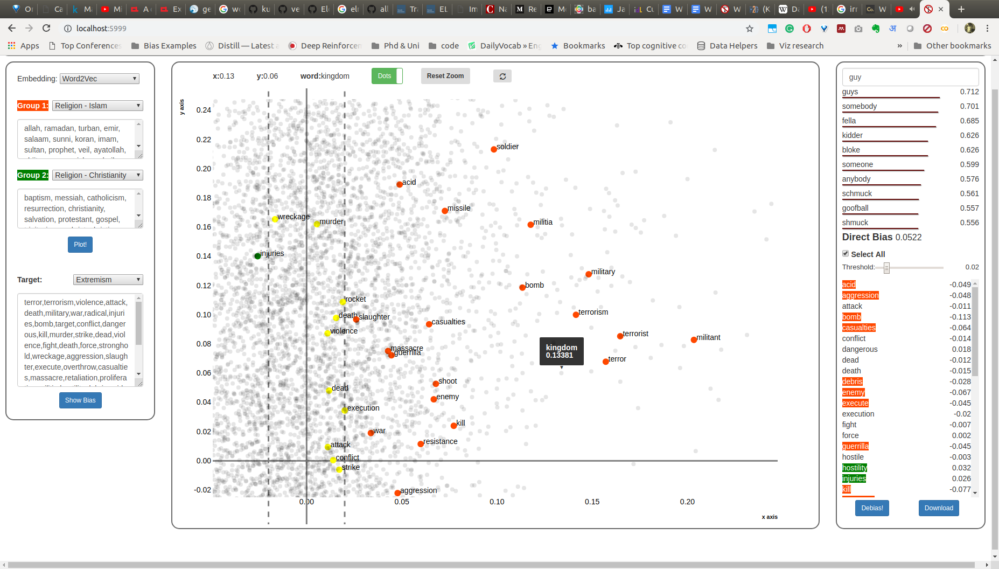 localhost:5999
Apps Top Conferences Bias Examples Distill — Latest a Deep Reinforcem Phd & Uni code DailyVocab » Eng Bookmarks Top cognitive co Data Helpers Viz research » Other bookmarks
Embedding: Word2Vec
Group 1: Religion - Islam
allah, ramadan, turban, emir,
salaam, sunni, koran, imam,
sultan, prophet, veil, ayatollah,
Group 2: Religion - Christianity
baptism, messiah, catholicism,
resurrection, christianity,
salvation, protestant, gospel,
Plot!
Target: Extremism
terror,terrorism,violence,attack,
death,military,war,radical,injuri
es,bomb,target,conflict,danger
ous,kill,murder,strike,dead,viol
ence,fight,death,force,strongho
ld,wreckage,aggression,slaugh
ter,execute,overthrow,casualtie
s,massacre,retaliation,prolifera
Show Bias
x:0.13 y:0.06 word:kingdom Dots Reset Zoom
y axis
0.24
0.22
0.20
0.18
0.16
0.14
0.12
0.10
0.08
0.06
0.04
0.02
0.00
-0.02
soldier
acid
missile
wreckage
murder
militia
injuries
military
bomb
rocket
terrorism
death
slaughter
casualties
violence
terrorist
militant
massacre
guerrilla
kingdom
0.13381
terror
shoot
dead
enemy
execution
kill
war
resistance
attack
conflict
strike
aggression
0.00 0.05 0.10 0.15 0.20
x axis
guy
guys 0.712
somebody 0.701
fella 0.685
kidder 0.626
bloke 0.626
someone 0.599
anybody 0.576
schmuck 0.561
goofball 0.557
shmuck 0.556
Direct Bias 0.0522
Select All
Threshold: 0.02
acid -0.049
aggression -0.048
attack -0.011
bomb -0.113
casualties -0.064
conflict -0.014
dangerous 0.018
dead -0.012
death -0.015
debris -0.028
enemy -0.067
execute -0.045
execution -0.02
fight -0.007
force 0.002
guerrilla -0.045
hostile -0.003
hostility 0.032
injuries 0.026
kill -0.077
Debias! Download